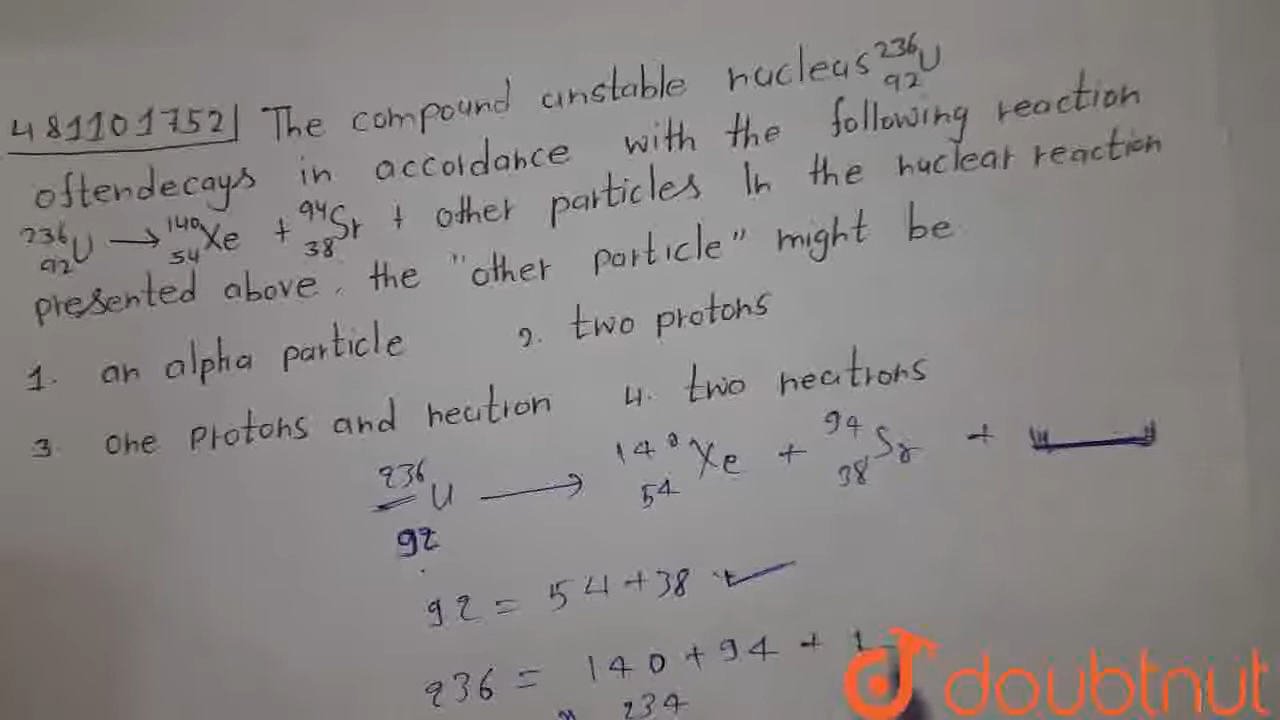 481101752| The compound unstable nucleus ²³⁶₉₂U
oftendecays in accordance with the following reaction
²³⁶₉₂U → ¹⁴⁰₅₄Xe + ⁹⁴₃₈Sr + other particles In the nuclear reaction
presented above, the "other particle" might be
1. an alpha particle 2. two protons
3. one protons and neutron 4. two neutrons
²³⁶₉₂U → ¹⁴⁰₅₄Xe + ⁹⁴₃₈Sr +
92 = 54+38 ✓
236 = 140+94 +
234
doubtnut